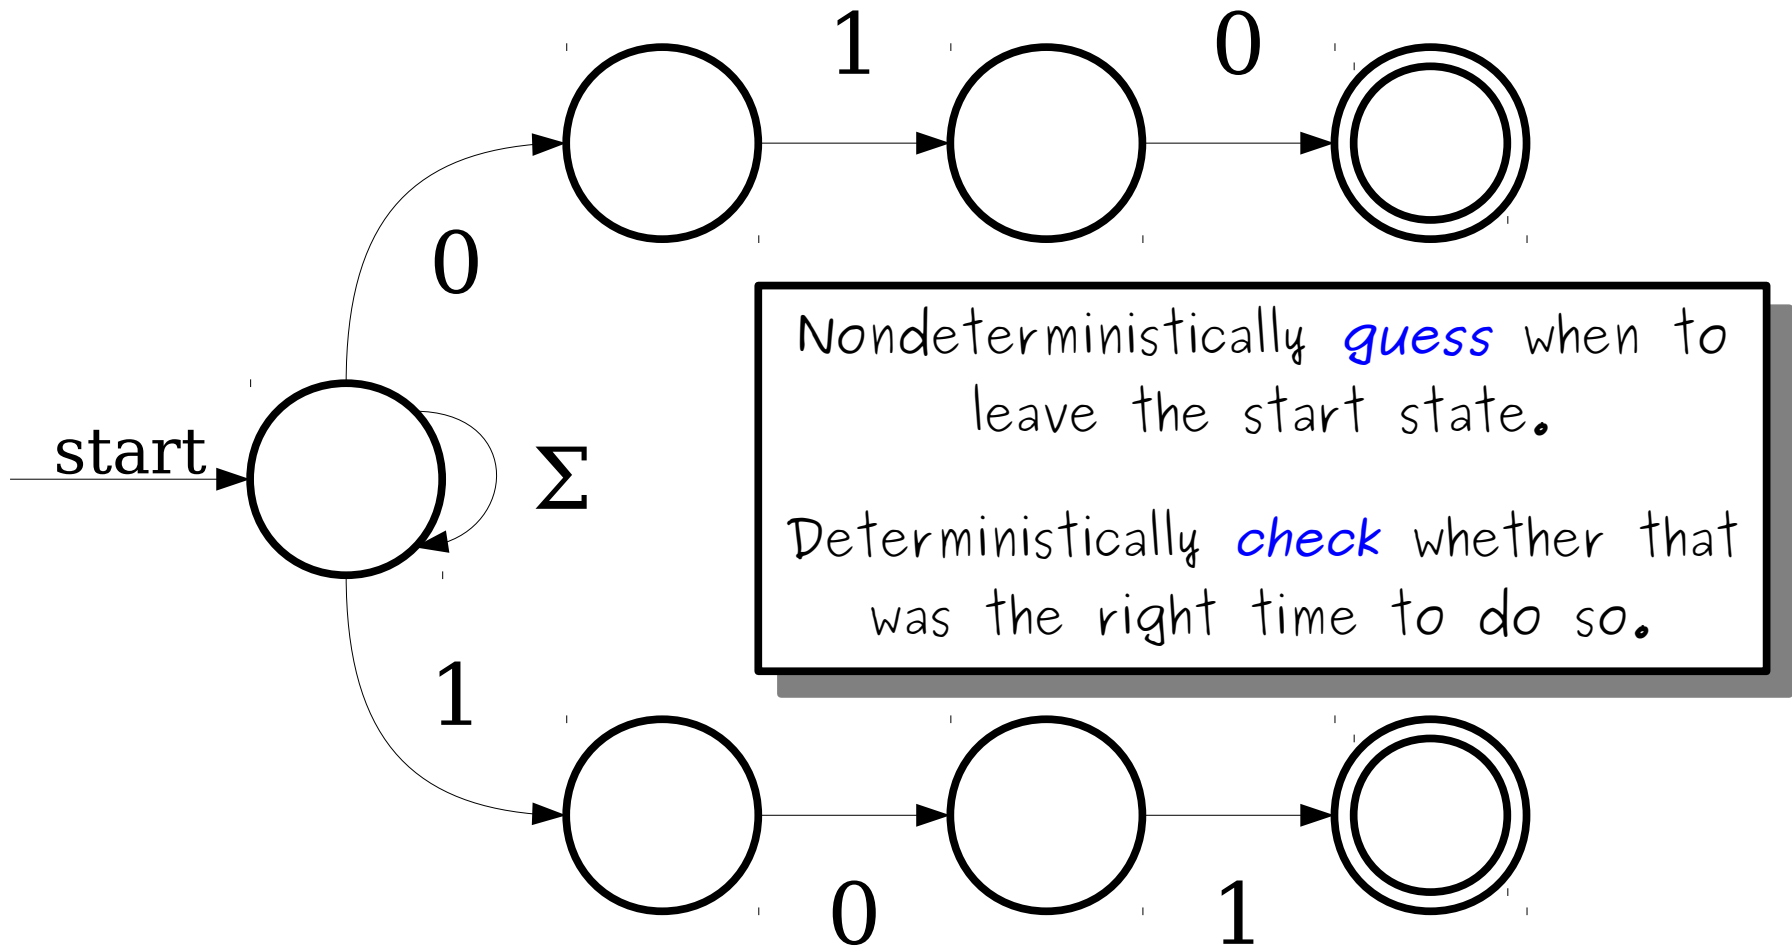 1
0
0
Nondeterministically guess when to
leave the start state.
start
Σ
Deterministically check whether that
was the right time to do so.
1
0
1